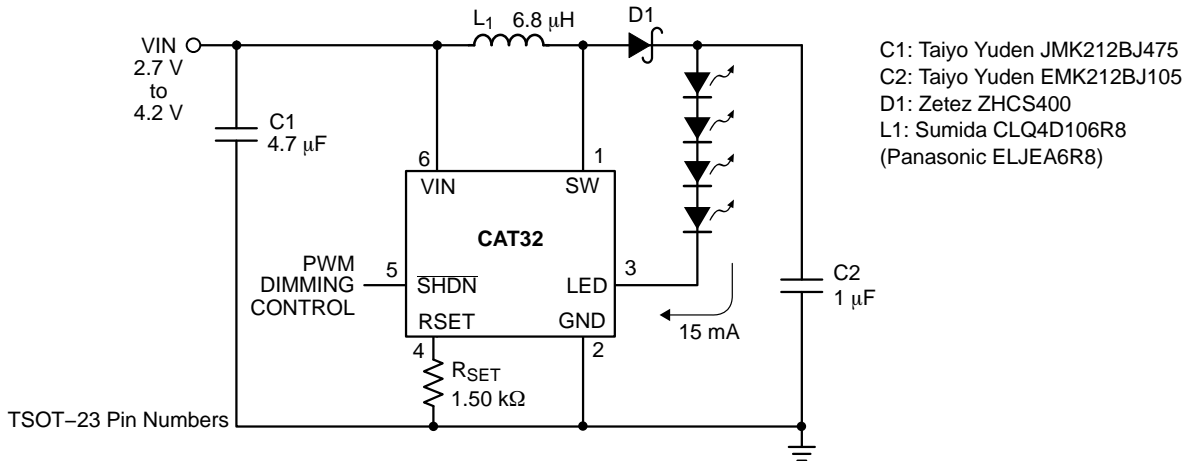 L1 6.8 μH
D1
VIN
2.7 V
to
4.2 V
C1: Taiyo Yuden JMK212BJ475
C2: Taiyo Yuden EMK212BJ105
D1: Zetez ZHCS400
L1: Sumida CLQ4D106R8
(Panasonic ELJEA6R8)
C1
4.7 μF
6
1
VIN
SW
CAT32
PWM
DIMMING
CONTROL
5
SHDN
LED
3
C2
1 μF
RSET
GND
15 mA
4
2
RSET
1.50 kΩ
TSOT−23 Pin Numbers